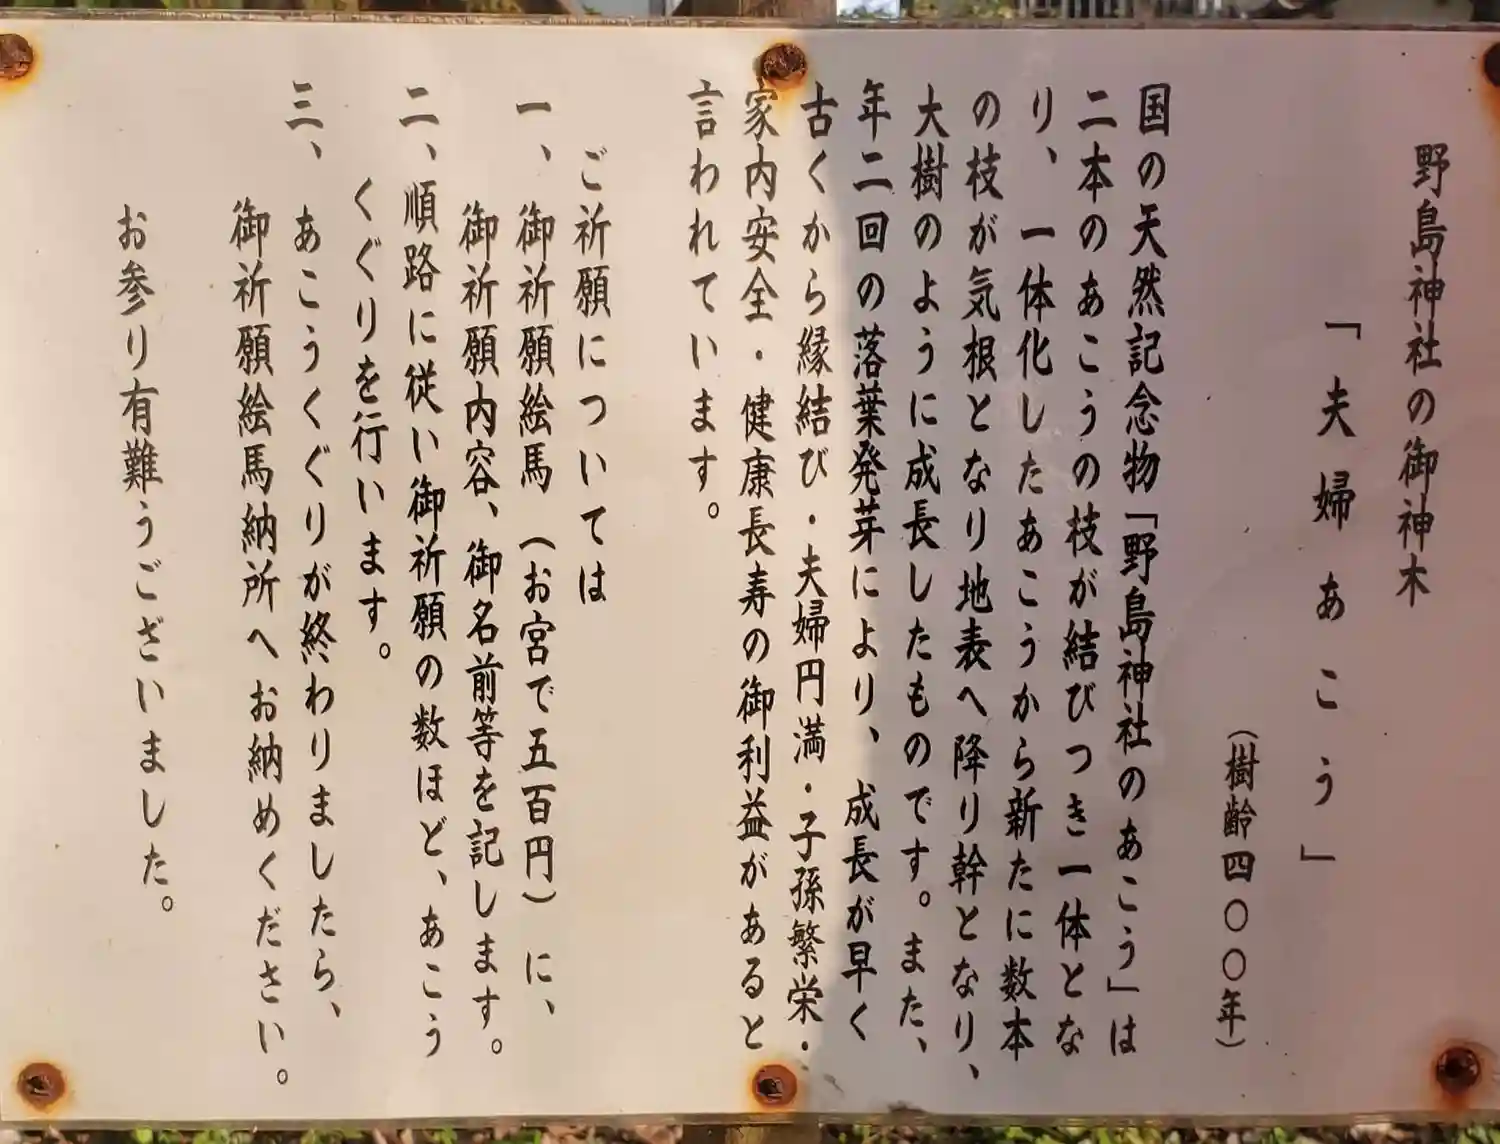 野島神社の御神木
「夫婦あこう」
（樹齢四〇〇年）
国の天然記念物「野島神社のあこう」は
二本のあこうの枝が結びつき一体とな
り、一体化したあこうから新たに数本
の枝が気根となり地表へ降り幹となり、
大樹のように成長したものです。また、
年二回の落葉発芽により、成長が早く
古くから縁結び・夫婦円満・子孫繁栄・
家内安全・健康長寿の御利益があると
言われています。
ご祈願については
一、御祈願絵馬（お宮で五百円）に、
御祈願内容、御名前等を記します。
二、順路に従い御祈願の数ほど、あこう
くぐりを行います。
三、あこうくぐりが終わりましたら、
御祈願絵馬納所へお納めください。
お参り有難うございました。